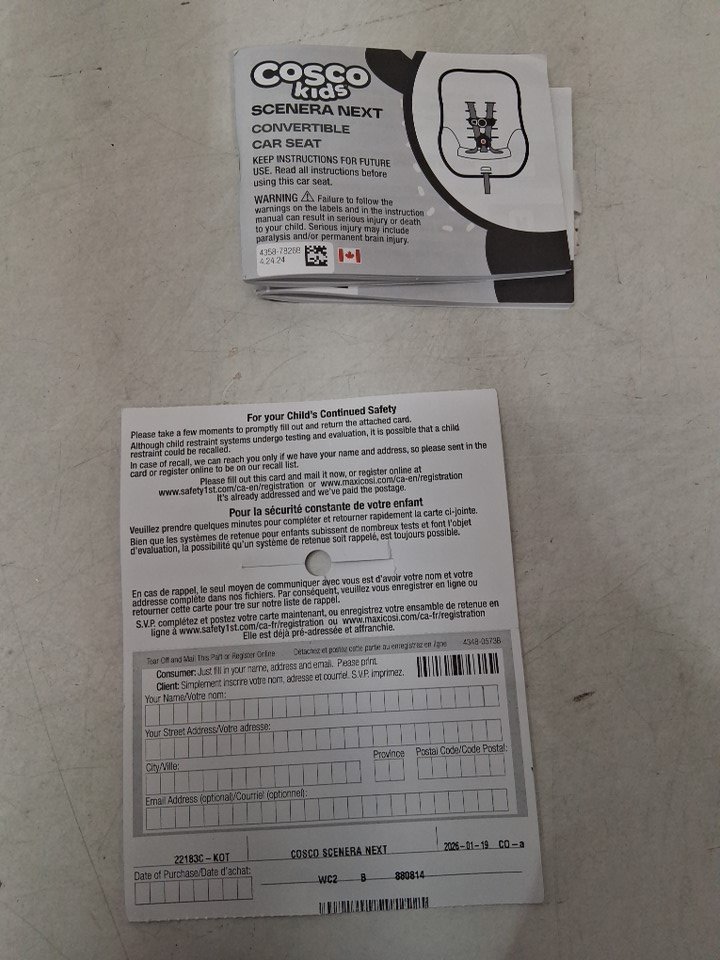 COSCO
kids
SCENERA NEXT
CONVERTIBLE
CAR SEAT
KEEP INSTRUCTIONS FOR FUTURE
USE. Read all instructions before
using this car seat.
WARNING ⚠ Failure to follow the
warnings on the labels and in the instruction
manual can result in serious injury or death
to your child. Serious injury may include
paralysis and/or permanent brain injury.
4358-7826B
4.24.24
For your Child's Continued Safety
Please take a few moments to promptly fill out and return the attached card.
Although child restraint systems undergo testing and evaluation, it is possible that a child
restraint could be recalled.
In case of recall, we can reach you only if we have your name and address, so please sent in the
card or register online to be on our recall list.
Please fill out this card and mail it now, or register online at
www.safety1st.com/ca-en/registration or www.maxicosi.com/ca-en/registration
It's already addressed and we've paid the postage.
Pour la sécurité constante de votre enfant
Veuillez prendre quelques minutes pour compléter et retourner rapidement la carte ci-jointe.
Bien que les systèmes de retenue pour enfants subissent de nombreux tests et font l'objet
d'évaluation, la possibilité qu'un système de retenue soit rappelé, est toujours possible.
En cas de rappel, le seul moyen de communiquer avec vous est d'avoir votre nom et votre
adresse complète dans nos fichiers. Par conséquent, veuillez vous enregistrer en ligne ou
retourner cette carte pour tre sur notre liste de rappel.
S.V.P. complétez et postez votre carte maintenant, ou enregistrez votre ensamble de retenue en
ligne à www.safety1st.com/ca-fr/registration ou www.maxicosi.com/ca-fr/registration
Elle est déjà pré-adressée et affranchie.
Tear Off and Mail This Part or Register Online Détachez et postez cette partie ou enregistrez en ligne 4348-0573B
Consumer: Just fill in your name, address and email. Please print.
Client: Simplement inscrire votre nom, adresse et courriel. S.V.P. imprimez.
Your Name/Votre nom:
Your Street Address/Votre adresse:
City/Ville: Province Postal Code/Code Postal:
Email Address (optional)/Courriel (optionnel):
22183C-KOT COSCO SCENERA NEXT 2026-01-19 CO-a
Date of Purchase/Date d'achat: WC2 B 880814